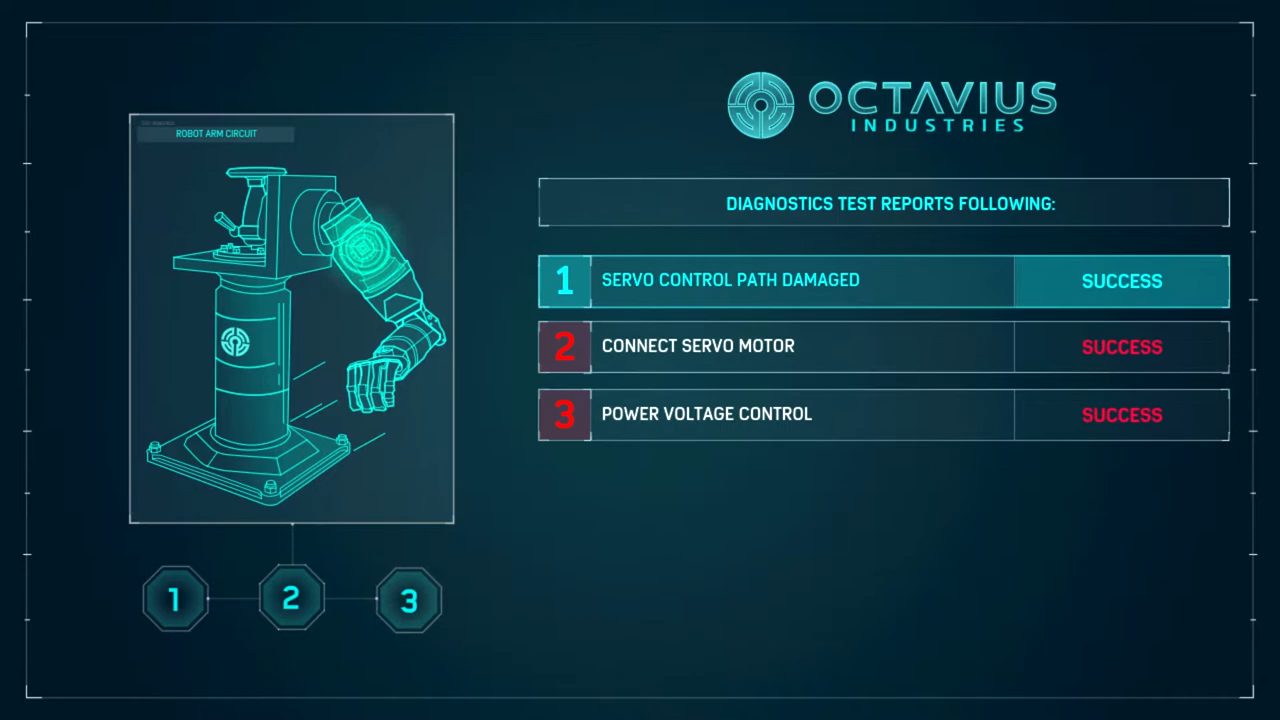 OCTAVIUS
INDUSTRIES
ROBOT ARM CIRCUIT
DIAGNOSTICS TEST REPORTS FOLLOWING:
1 SERVO CONTROL PATH DAMAGED SUCCESS
2 CONNECT SERVO MOTOR SUCCESS
3 POWER VOLTAGE CONTROL SUCCESS
1 2 3